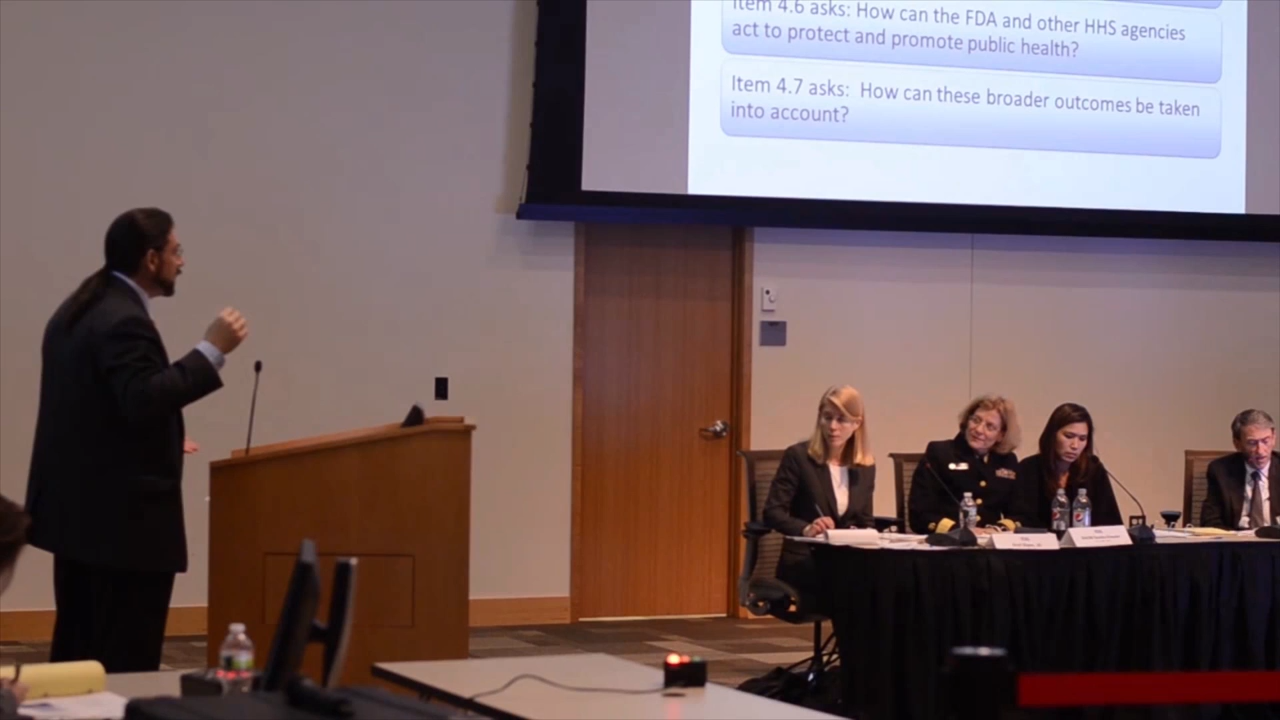 Item 4.6 asks: How can the FDA and other HHS agencies
act to protect and promote public health?
Item 4.7 asks: How can these broader outcomes be taken
into account?